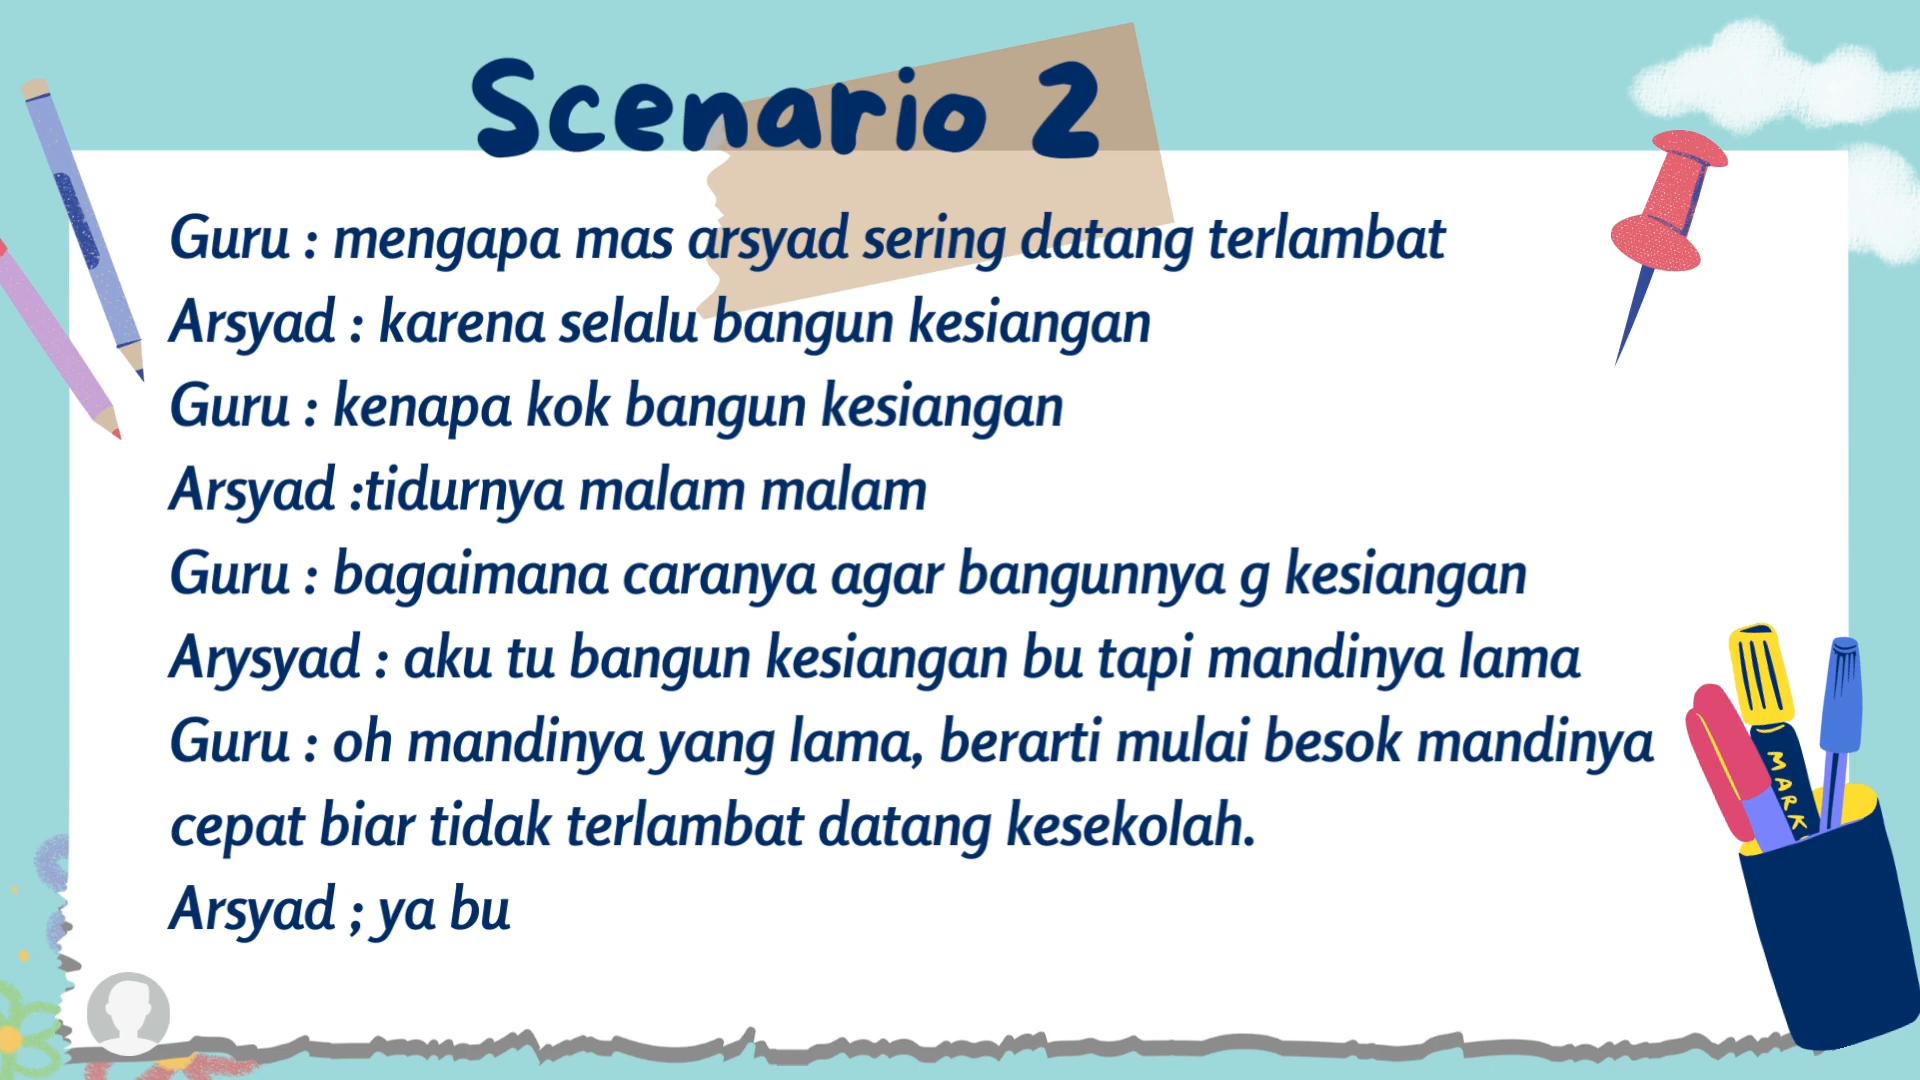 Scenario 2
Guru : mengapa mas arsyad sering datang terlambat
Arsyad : karena selalu bangun kesiangan
Guru : kenapa kok bangun kesiangan
Arsyad :tidurnya malam malam
Guru : bagaimana caranya agar bangunnya g kesiangan
Arysyad : aku tu bangun kesiangan bu tapi mandinya lama
Guru : oh mandinya yang lama, berarti mulai besok mandinya
cepat biar tidak terlambat datang kesekolah.
Arsyad ; ya bu
MARK